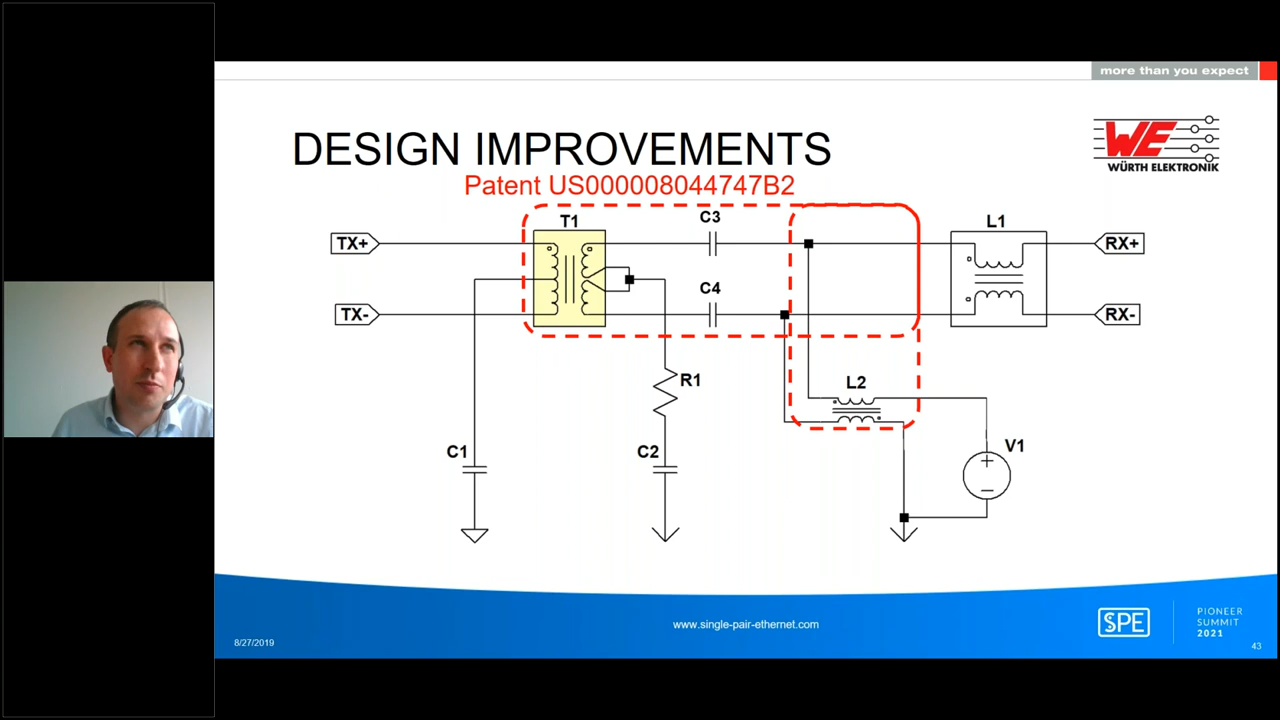 more than you expect
DESIGN IMPROVEMENTS
WE
WÜRTH ELEKTRONIK
Patent US000008044747B2
T1
C3
L1
TX+
RX+
C4
TX-
RX-
R1
L2
C1
C2
V1
www.single-pair-ethernet.com
SPE
PIONEER
SUMMIT
2021
8/27/2019
43